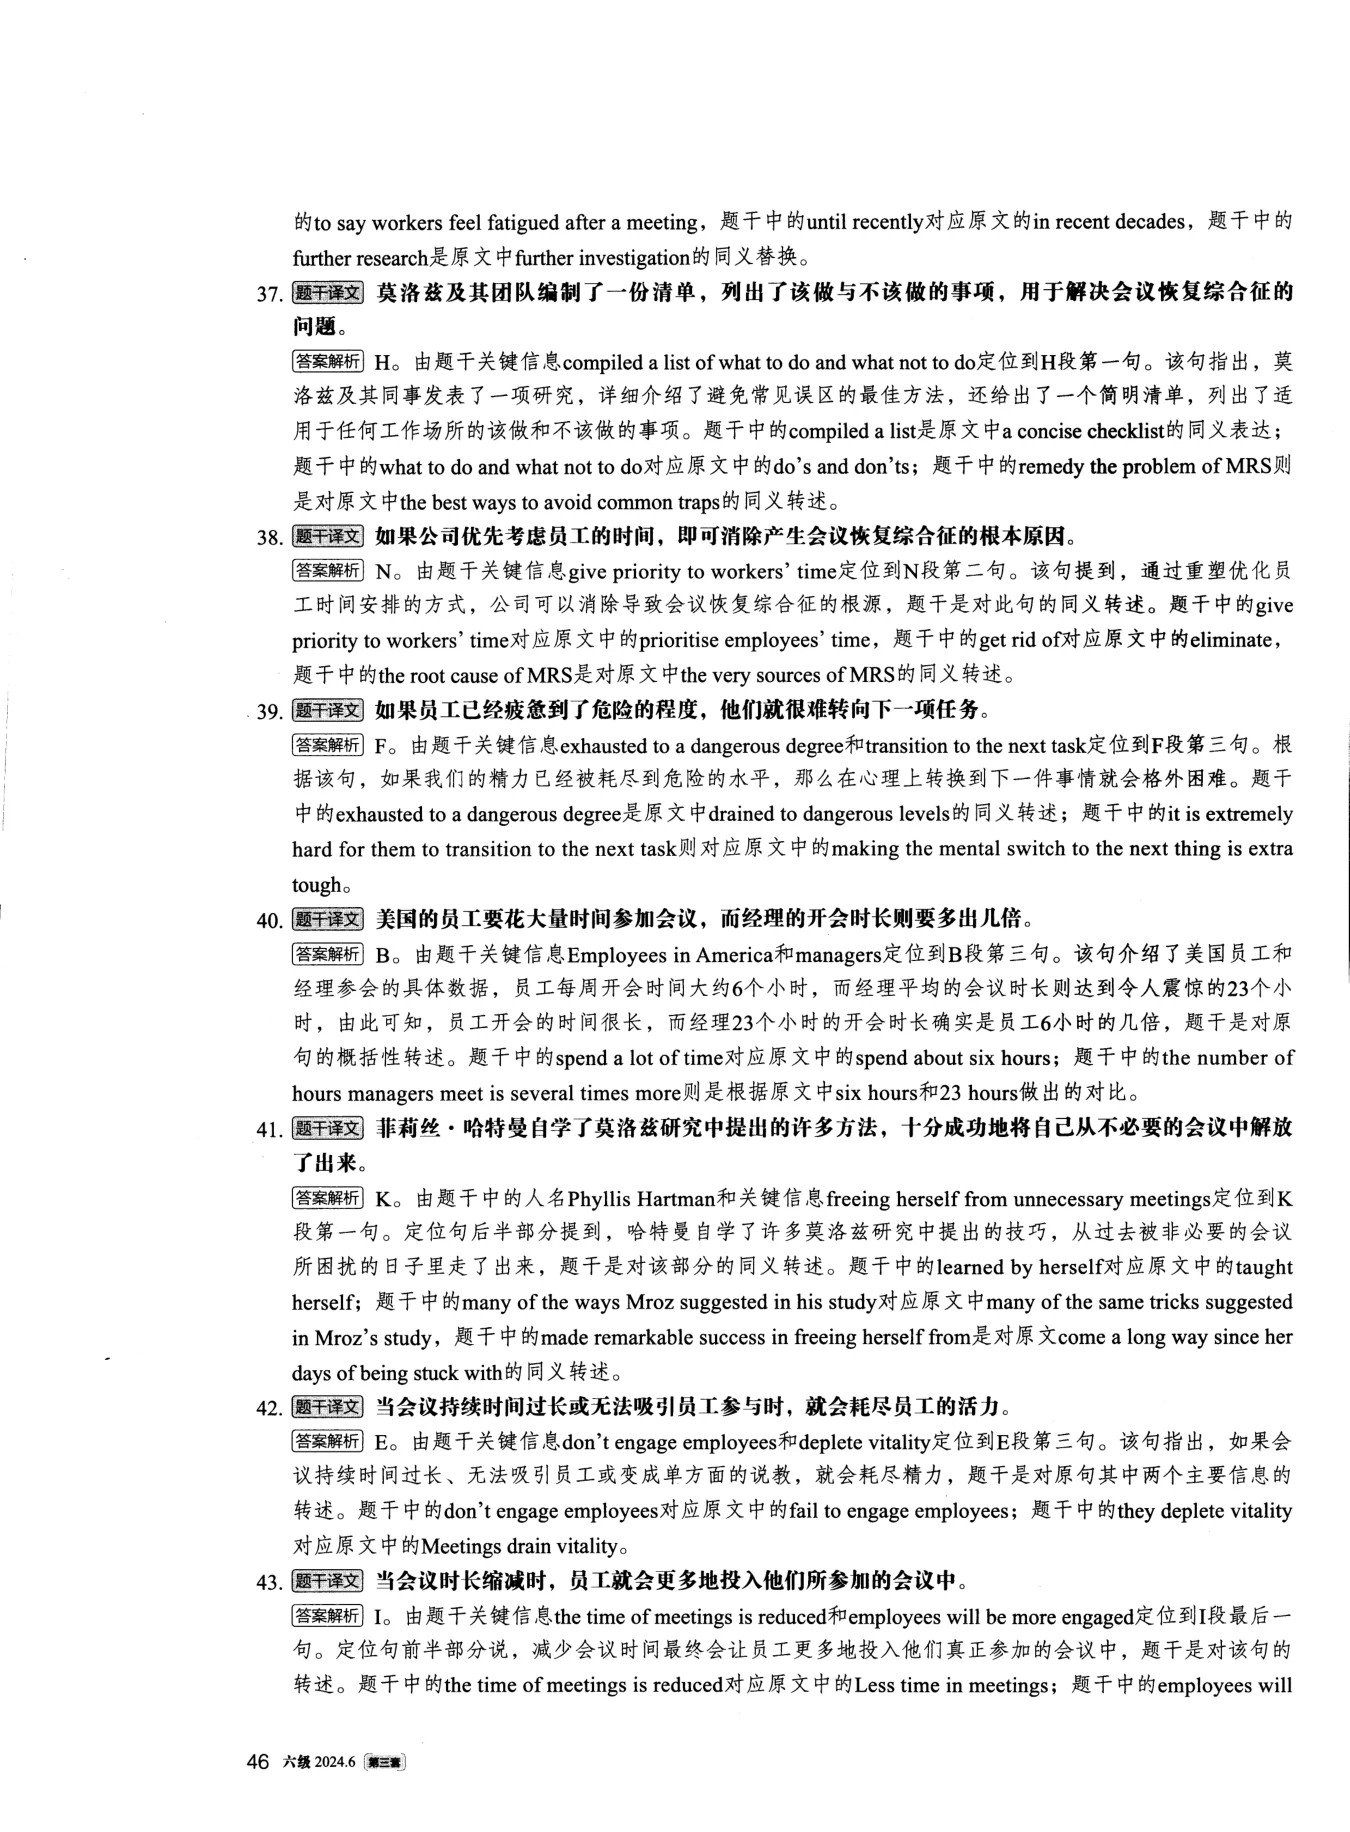 的to say workers feel fatigued after a meeting，题干中的until recently对应原文的in recent decades，题干中的
further research是原文中further investigation的同义替换。
37. 题干译文 莫洛兹及其团队编制了一份清单，列出了该做与不该做的事项，用于解决会议恢复综合征的
问题。
答案解析 H。由题干关键信息compiled a list of what to do and what not to do定位到H段第一句。该句指出，莫
洛兹及其同事发表了一项研究，详细介绍了避免常见误区的最佳方法，还给出了一个简明清单，列出了适
用于任何工作场所的该做和不该做的事项。题干中的compiled a list是原文中a concise checklist的同义表达；
题干中的what to do and what not to do对应原文中的do’s and don’ts；题干中的remedy the problem of MRS则
是对原文中the best ways to avoid common traps的同义转述。
38. 题干译文 如果公司优先考虑员工的时间，即可消除产生会议恢复综合征的根本原因。
答案解析 N。由题干关键信息give priority to workers’ time定位到N段第二句。该句提到，通过重塑优化员
工时间安排的方式，公司可以消除导致会议恢复综合征的根源，题干是对此句的同义转述。题干中的give
priority to workers’ time对应原文中的prioritise employees’ time，题干中的get rid of对应原文中的eliminate，
题干中的the root cause of MRS是对原文中the very sources of MRS的同义转述。
39. 题干译文 如果员工已经疲惫到了危险的程度，他们就很难转向下一项任务。
答案解析 F。由题干关键信息exhausted to a dangerous degree和transition to the next task定位到F段第三句。根
据该句，如果我们的精力已经被耗尽到危险的水平，那么在心理上转换到下一件事情就会格外困难。题干
中的exhausted to a dangerous degree是原文中drained to dangerous levels的同义转述；题干中的it is extremely
hard for them to transition to the next task则对应原文中的making the mental switch to the next thing is extra
tough。
40. 题干译文 美国的员工要花大量时间参加会议，而经理的开会时长则要多出几倍。
答案解析 B。由题干关键信息Employees in America和managers定位到B段第三句。该句介绍了美国员工和
经理参会的具体数据，员工每周开会时间大约6个小时，而经理平均的会议时长则达到令人震惊的23个小
时，由此可知，员工开会的时间很长，而经理23个小时的开会时长确实是员工6小时的几倍，题干是对原
句的概括性转述。题干中的spend a lot of time对应原文中的spend about six hours；题干中的the number of
hours managers meet is several times more则是根据原文中six hours和23 hours做出的对比。
41. 题干译文 菲莉丝·哈特曼自学了莫洛兹研究中提出的许多方法，十分成功地将自己从不必要的会议中解放
了出来。
答案解析 K。由题干中的人名Phyllis Hartman和关键信息freeing herself from unnecessary meetings定位到K
段第一句。定位句后半部分提到，哈特曼自学了许多莫洛兹研究中提出的技巧，从过去被非必要的会议
所困扰的日子里走了出来，题干是对该部分的同义转述。题干中的learned by herself对应原文中的taught
herself；题干中的many of the ways Mroz suggested in his study对应原文中many of the same tricks suggested
in Mroz’s study，题干中的made remarkable success in freeing herself from是对原文come a long way since her
days of being stuck with的同义转述。
42. 题干译文 当会议持续时间过长或无法吸引员工参与时，就会耗尽员工的活力。
答案解析 E。由题干关键信息don’t engage employees和deplete vitality定位到E段第三句。该句指出，如果会
议持续时间过长、无法吸引员工或变成单方面的说教，就会耗尽精力，题干是对原句其中两个主要信息的
转述。题干中的don’t engage employees对应原文中的fail to engage employees；题干中的they deplete vitality
对应原文中的Meetings drain vitality。
43. 题干译文 当会议时长缩减时，员工就会更多地投入他们所参加的会议中。
答案解析 I。由题干关键信息the time of meetings is reduced和employees will be more engaged定位到I段最后一
句。定位句前半部分说，减少会议时间最终会让员工更多地投入他们真正参加的会议中，题干是对该句的
转述。题干中的the time of meetings is reduced对应原文中的Less time in meetings；题干中的employees will
46 六级 2024.6 第三套